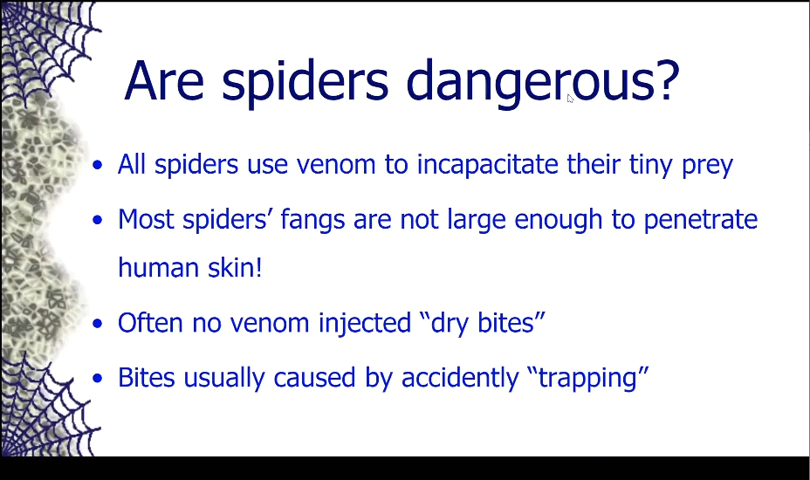 Are spiders dangerous?
• All spiders use venom to incapacitate their tiny prey
• Most spiders’ fangs are not large enough to penetrate
human skin!
• Often no venom injected “dry bites”
• Bites usually caused by accidently “trapping”